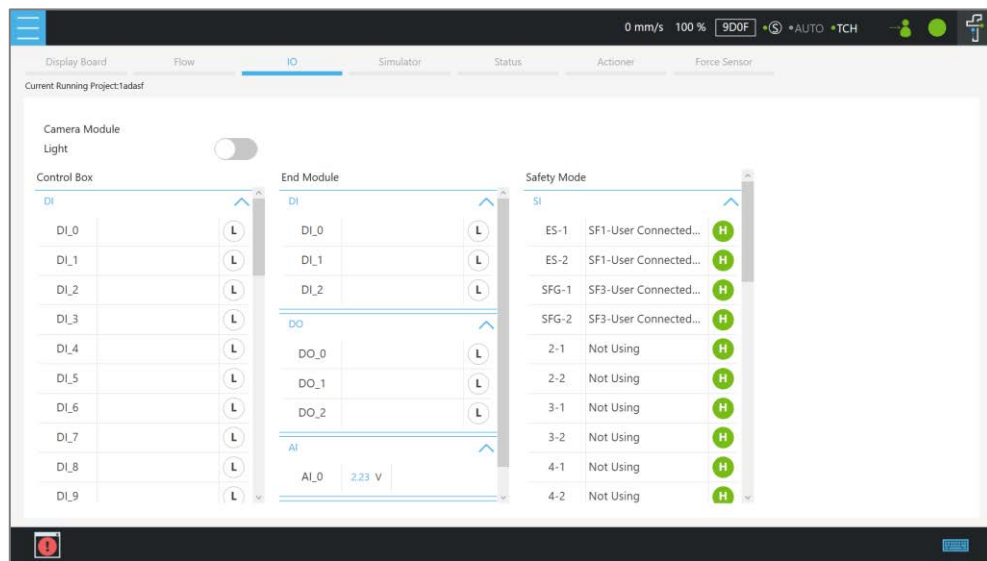 0 mm/s 100 % 9D0F •Ⓢ •AUTO •TCH
Display Board Flow IO Simulator Status Actioner Force Sensor
Current Running Project:1adasf
Camera Module
Light
Control Box End Module Safety Mode
DI DI SI
DI_0 L DI_0 L ES-1 SF1-User Connected... H
DI_1 L DI_1 L ES-2 SF1-User Connected... H
DI_2 L DI_2 L SFG-1 SF3-User Connected... H
DI_3 L SFG-2 SF3-User Connected... H
DO
DI_4 L DO_0 L 2-1 Not Using H
DI_5 L DO_1 L 2-2 Not Using H
DI_6 L DO_2 L 3-1 Not Using H
DI_7 L 3-2 Not Using H
AI
DI_8 L AI_0 2.23 V 4-1 Not Using H
DI_9 L 4-2 Not Using H